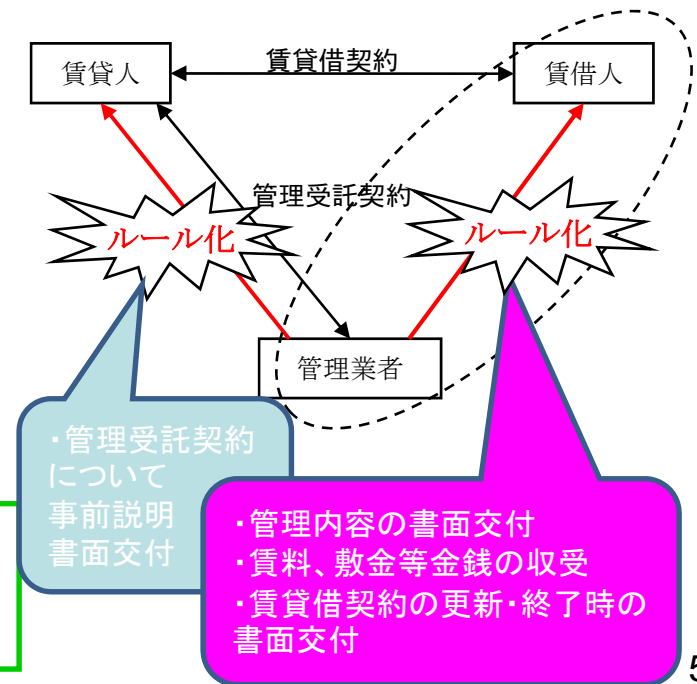 賃貸借契約
賃貸人
賃借人
管理受託契約
ルール化
ルール化
管理業者
・管理受託契約
について
事前説明
書面交付
・管理内容の書面交付
・賃料、敷金等金銭の収受
・賃貸借契約の更新・終了時の
書面交付